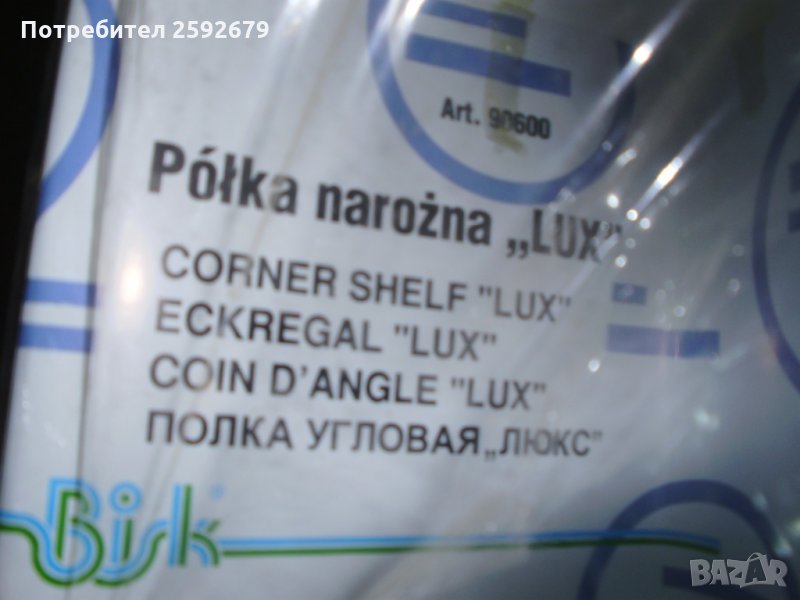 Потребител 2592679
Art. 90600
Półka narożna „LUX"
CORNER SHELF "LUX"
ECKREGAL "LUX"
COIN D'ANGLE "LUX"
ПОЛКА УГЛОВАЯ „ЛЮКС"
Bisk®
BAZAR